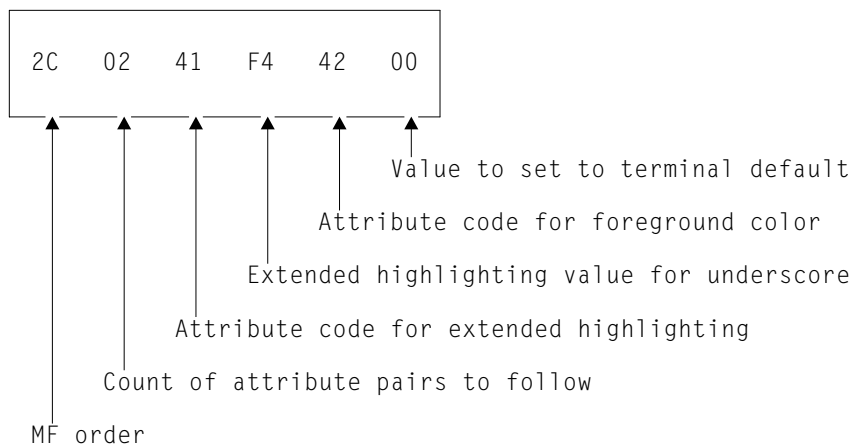 2C 02 41 F4 42 00
Value to set to terminal default
Attribute code for foreground color
Extended highlighting value for underscore
Attribute code for extended highlighting
Count of attribute pairs to follow
MF order